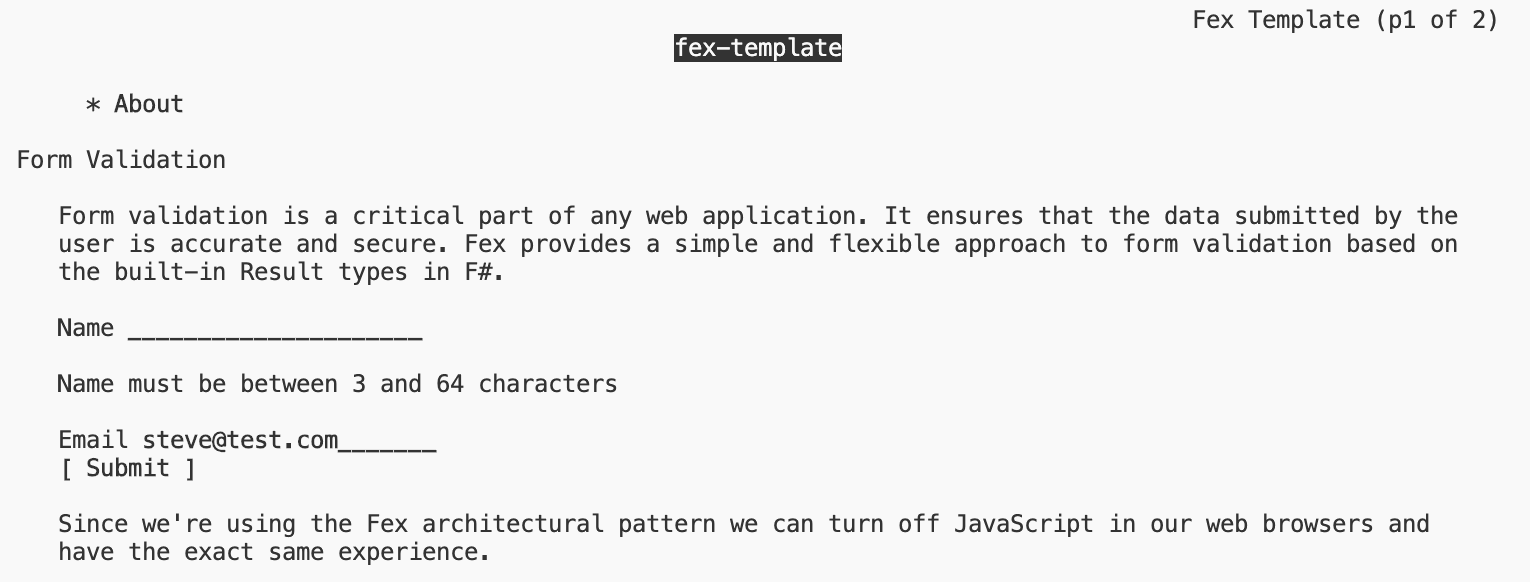 Fex Template (p1 of 2)
fex-template
* About
Form Validation
Form validation is a critical part of any web application. It ensures that the data submitted by the
user is accurate and secure. Fex provides a simple and flexible approach to form validation based on
the built-in Result types in F#.
Name _____________________
Name must be between 3 and 64 characters
Email steve@test.com_______
[ Submit ]
Since we're using the Fex architectural pattern we can turn off JavaScript in our web browsers and
have the exact same experience.